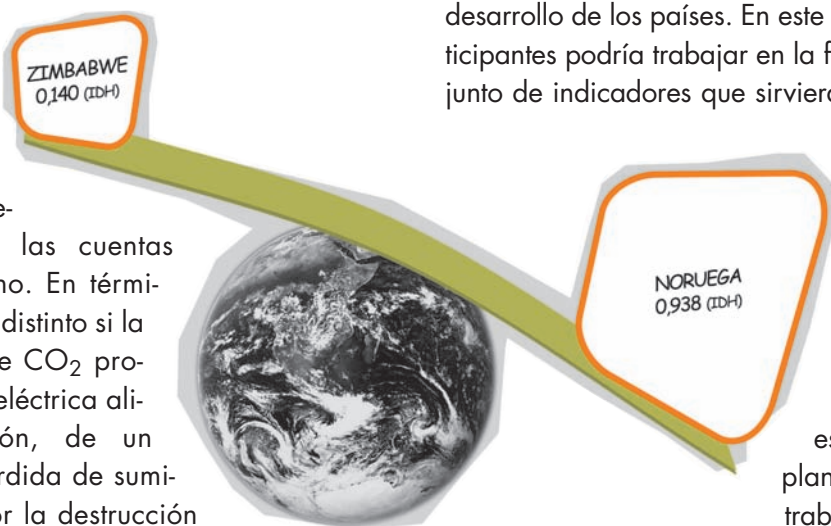 desarrollo de los países. En este
ticipantes podría trabajar en la f
junto de indicadores que sirviera
ZIMBABWE
0,140 (IDH)
e-
las cuentas
no. En térmi-
distinto si la
e CO₂ pro-
eléctrica ali-
ón, de un
rdida de sumi-
or la destrucción
NORUEGA
0,938 (IDH)
es
plan
trab